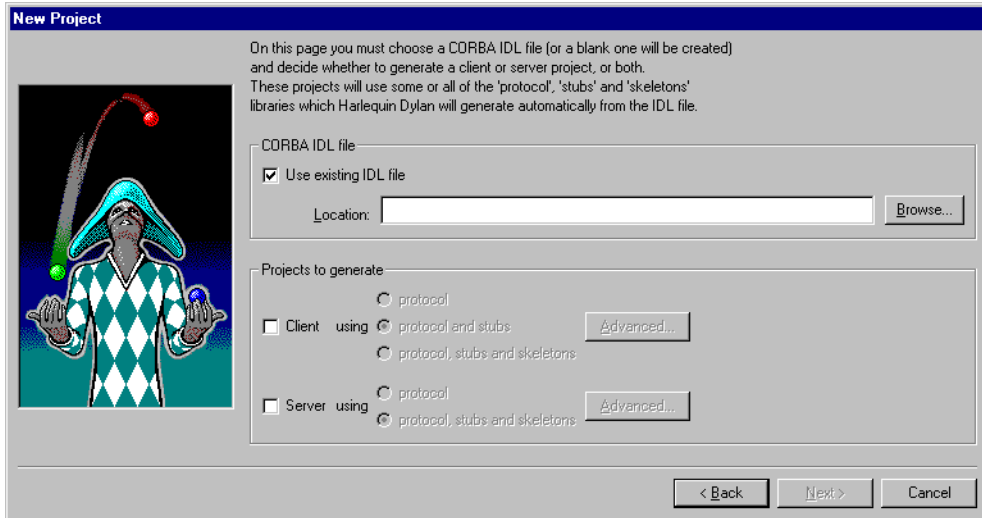 New Project
On this page you must choose a CORBA IDL file (or a blank one will be created)
and decide whether to generate a client or server project, or both.
These projects will use some or all of the 'protocol', 'stubs' and 'skeletons'
libraries which Harlequin Dylan will generate automatically from the IDL file.
CORBA IDL file
Use existing IDL file
Location:
Browse...
Projects to generate
protocol
Client using protocol and stubs Advanced...
protocol, stubs and skeletons
protocol
Server using Advanced...
protocol, stubs and skeletons
< Back Next > Cancel